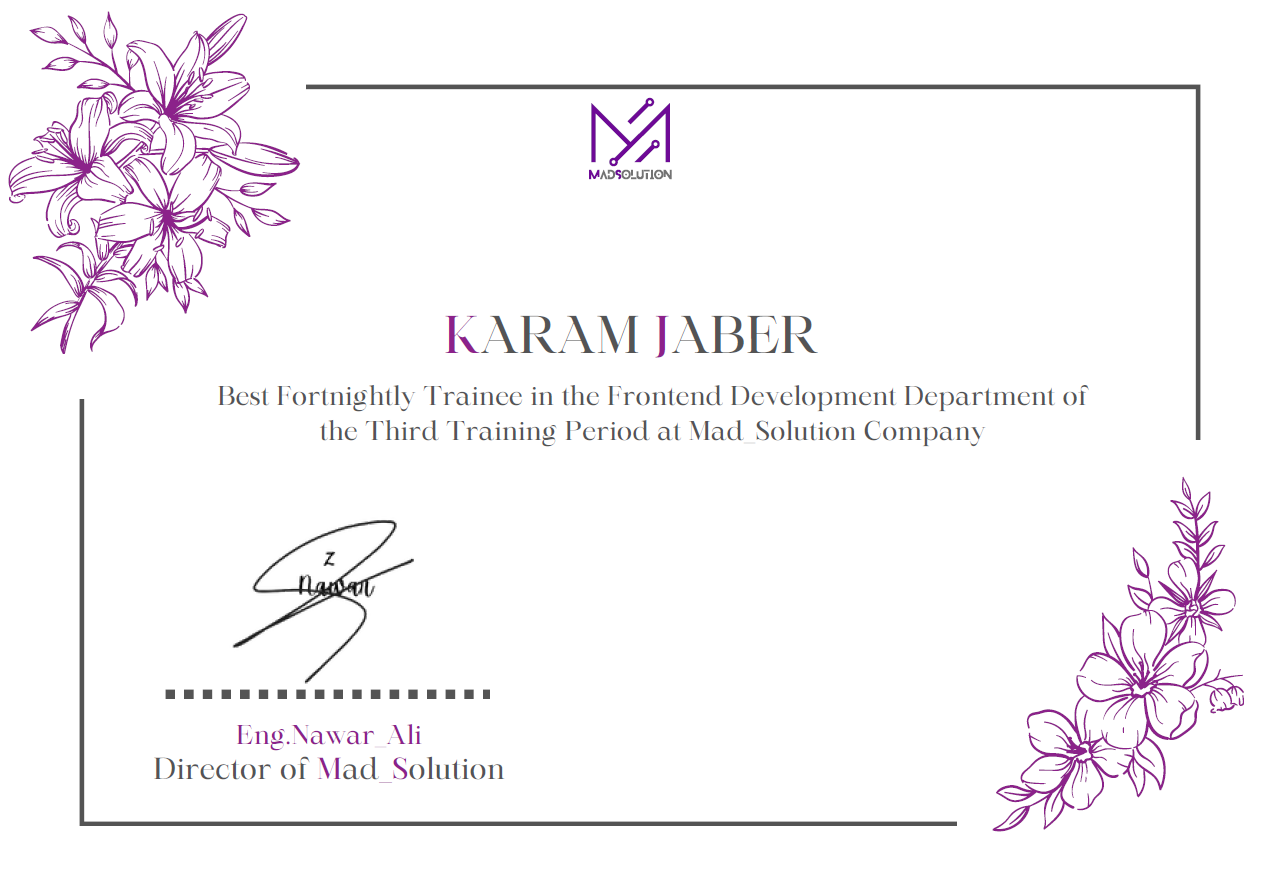 MADSOLUTION
KARAM JABER
Best Fortnightly Trainee in the Frontend Development Department of
the Third Training Period at Mad_Solution Company
Z
Nawar
Eng.Nawar_Ali
Director of Mad_Solution